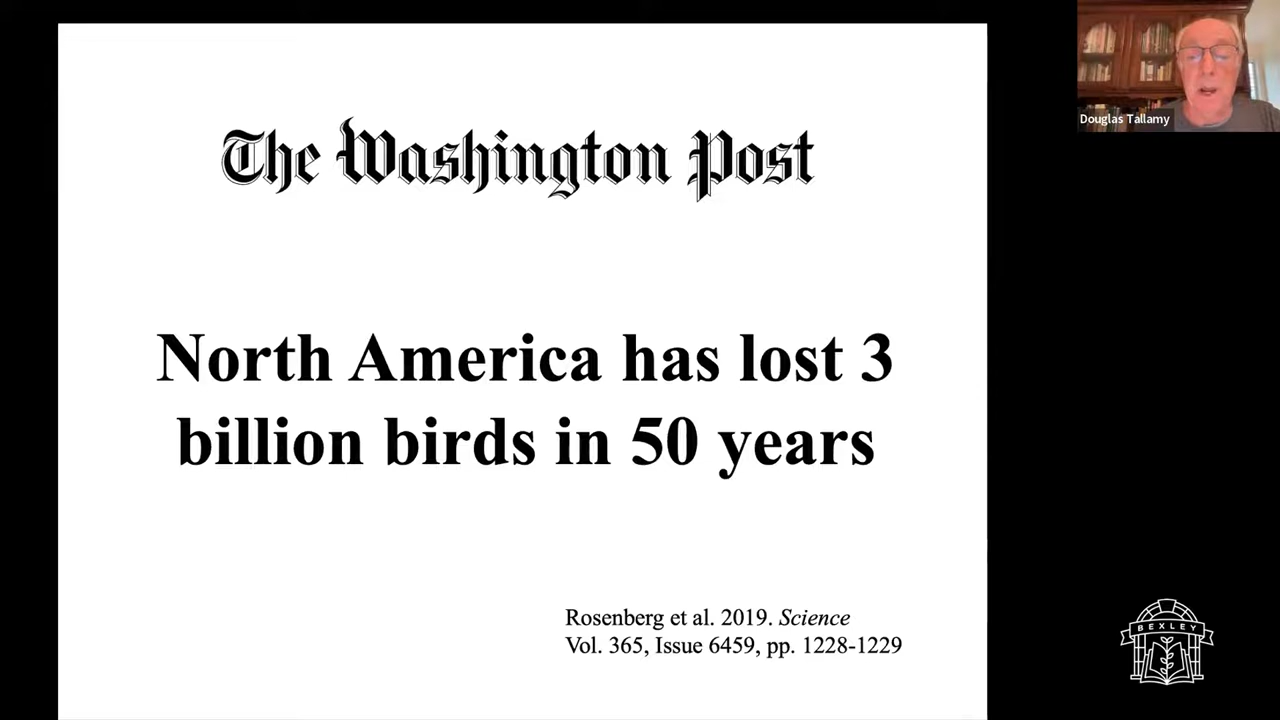 The Washington Post
North America has lost 3
billion birds in 50 years
Rosenberg et al. 2019. Science
Vol. 365, Issue 6459, pp. 1228-1229
Douglas Tallamy
BEXLEY